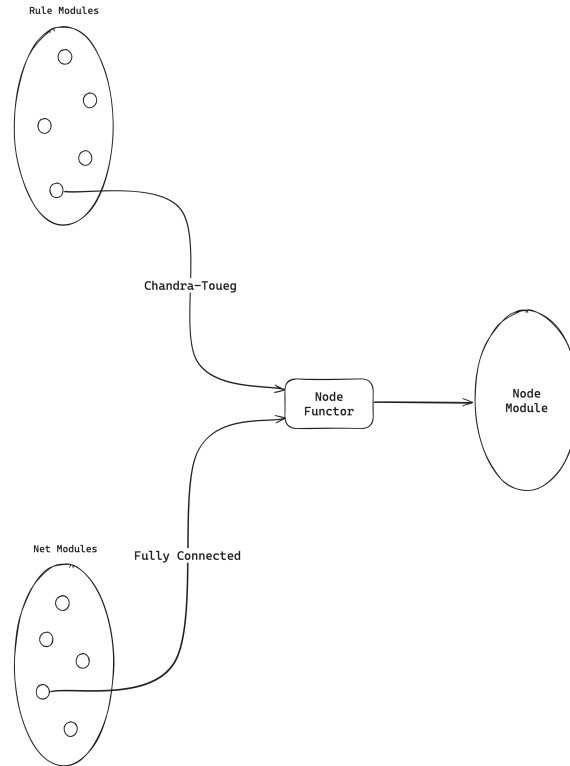 Rule Modules
Chandra-Toueg
Node
Functor
Node
Module
Fully Connected
Net Modules